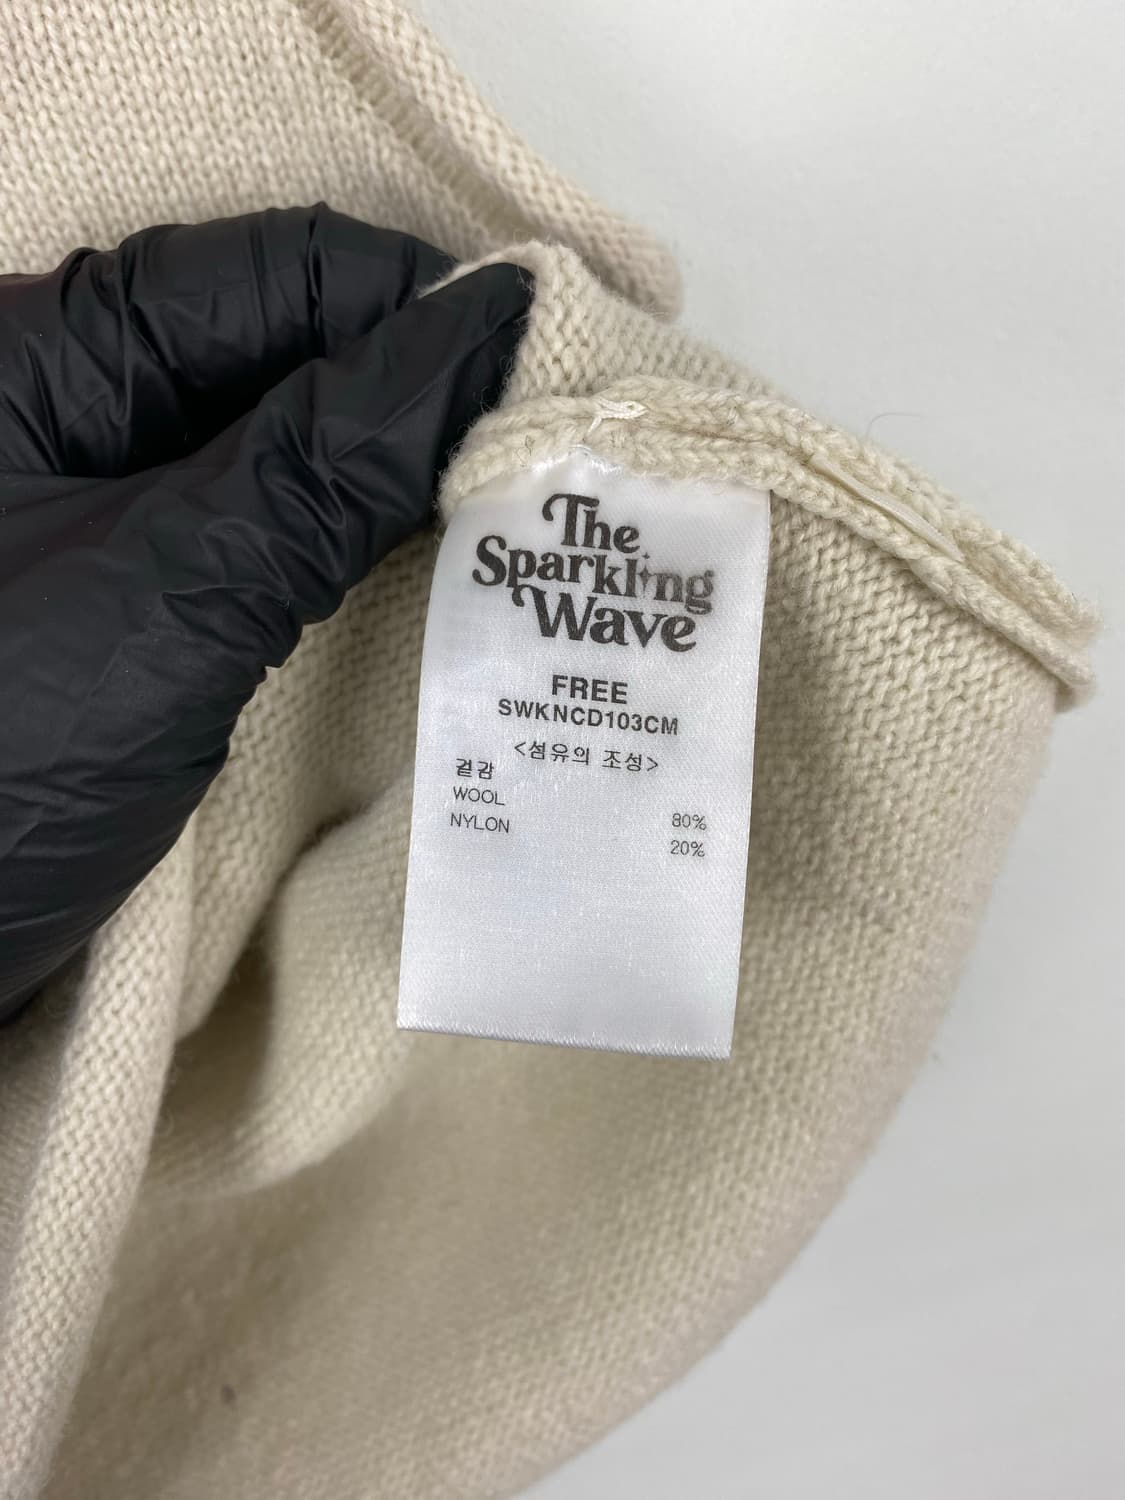 The
Sparkling
Wave
FREE
SWKNCD103CM
<섬유의 조성>
겉감
WOOL 80%
NYLON 20%